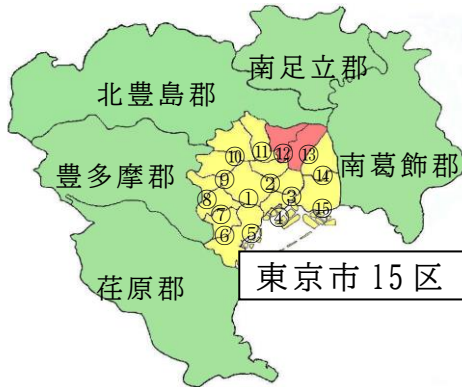 南足立郡
北豊島郡
南葛飾郡
豊多摩郡
荏原郡
⑩
⑪
⑫
⑬
⑨
②
⑭
⑧
①
③
⑦
④
⑮
⑥
⑤
東京市15区